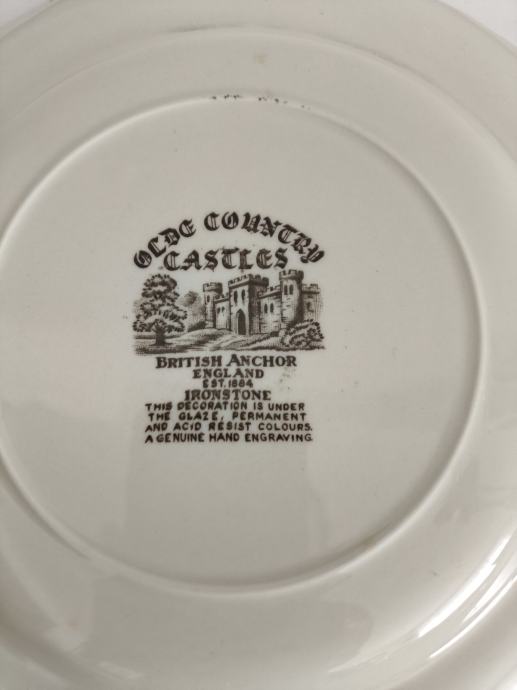 OLDE COUNTRY
CASTLES
BRITISH ANCHOR
ENGLAND
EST. 1884
IRONSTONE
THIS DECORATION IS UNDER
THE GLAZE, PERMANENT
AND ACID RESIST COLOURS.
A GENUINE HAND ENGRAVING